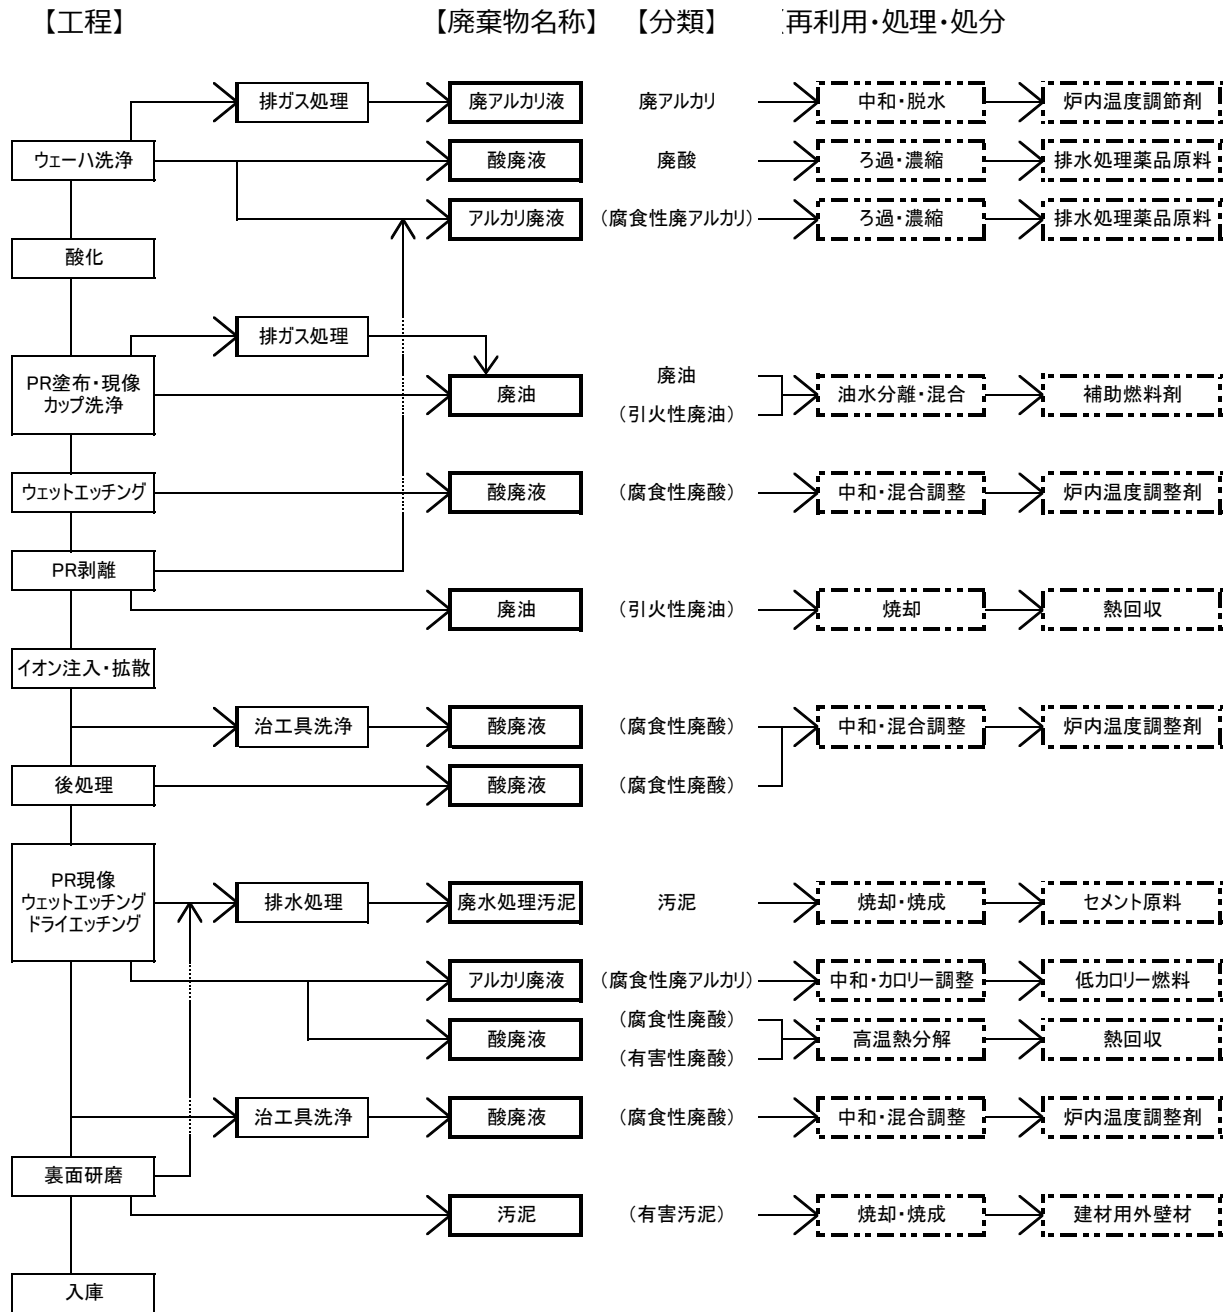 【工程】 【廃棄物名称】 【分類】 再利用・処理・処分
排ガス処理 廃アルカリ液 廃アルカリ 中和・脱水 炉内温度調節剤
ウェーハ洗浄 酸廃液 廃酸 ろ過・濃縮 排水処理薬品原料
アルカリ廃液 （腐食性廃アルカリ） ろ過・濃縮 排水処理薬品原料
酸化
排ガス処理
PR塗布・現像
カップ洗浄
廃油
廃油
（引火性廃油）
油水分離・混合 補助燃料剤
ウェットエッチング 酸廃液 （腐食性廃酸） 中和・混合調整 炉内温度調整剤
PR剥離
廃油 （引火性廃油） 焼却 熱回収
イオン注入・拡散
治工具洗浄 酸廃液 （腐食性廃酸） 中和・混合調整 炉内温度調整剤
後処理 酸廃液 （腐食性廃酸）
PR現像
ウェットエッチング
ドライエッチング
排水処理 廃水処理汚泥 汚泥 焼却・焼成 セメント原料
アルカリ廃液 （腐食性廃アルカリ） 中和・カロリー調整 低カロリー燃料
酸廃液
（腐食性廃酸）
（有害性廃酸）
高温熱分解 熱回収
治工具洗浄 酸廃液 （腐食性廃酸） 中和・混合調整 炉内温度調整剤
裏面研磨
汚泥 （有害汚泥） 焼却・焼成 建材用外壁材
入庫